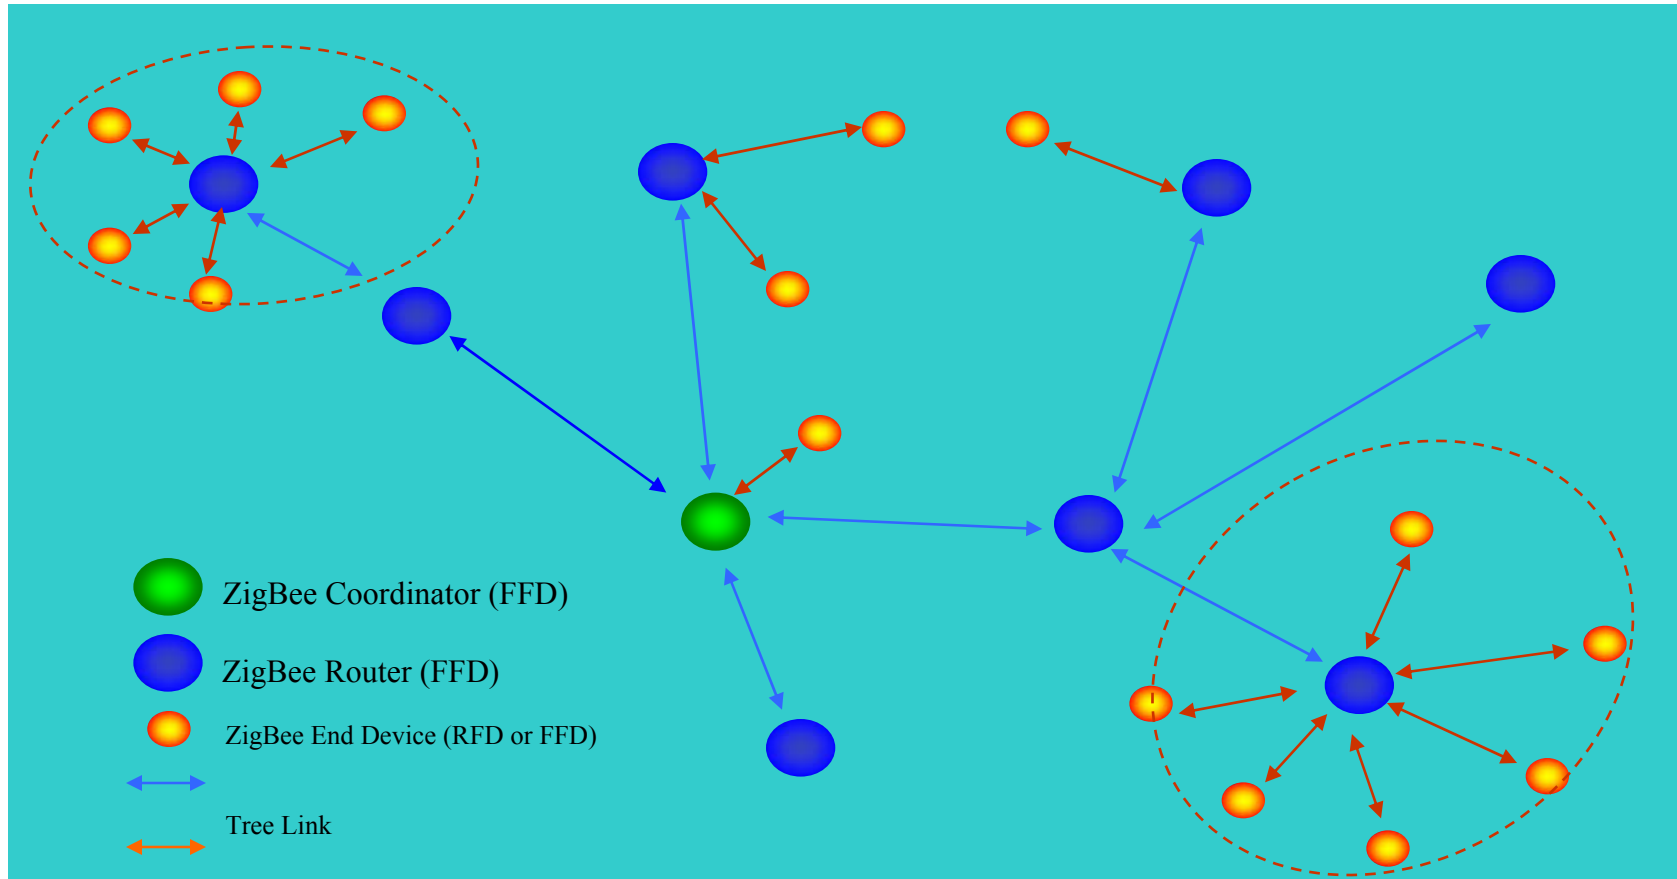 ZigBee Coordinator (FFD)
ZigBee Router (FFD)
ZigBee End Device (RFD or FFD)
Tree Link